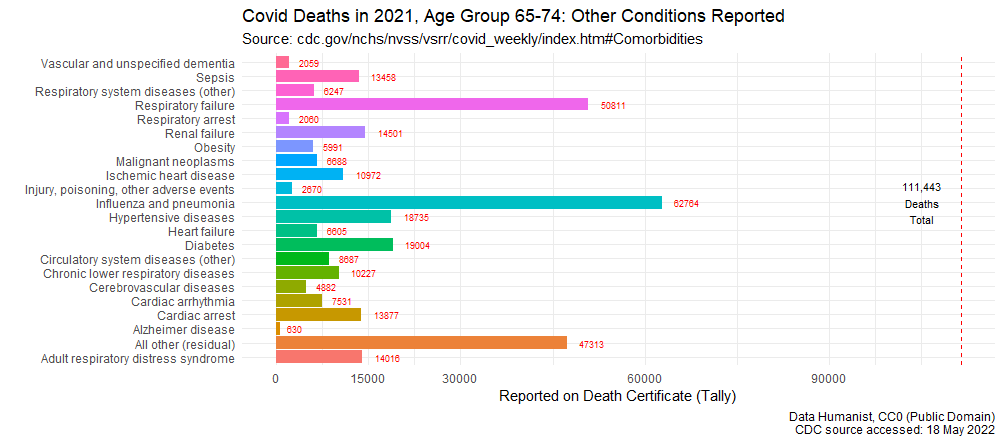 Covid Deaths in 2021, Age Group 65-74: Other Conditions Reported
Source: cdc.gov/nchs/nvss/vsrr/covid_weekly/index.htm#Comorbidities
Vascular and unspecified dementia 2059
Sepsis 13458
Respiratory system diseases (other) 6247
Respiratory failure 50811
Respiratory arrest 2060
Renal failure 14501
Obesity 5991
Malignant neoplasms 6688
Ischemic heart disease 10972
Injury, poisoning, other adverse events 2670
Influenza and pneumonia 62764
Hypertensive diseases 18735
Heart failure 6605
Diabetes 19004
Circulatory system diseases (other) 8687
Chronic lower respiratory diseases 10227
Cerebrovascular diseases 4882
Cardiac arrhythmia 7531
Cardiac arrest 13877
Alzheimer disease 630
All other (residual) 47313
Adult respiratory distress syndrome 14016
111,443
Deaths
Total
0 15000 30000 60000 90000
Reported on Death Certificate (Tally)
Data Humanist, CC0 (Public Domain)
CDC source accessed: 18 May 2022